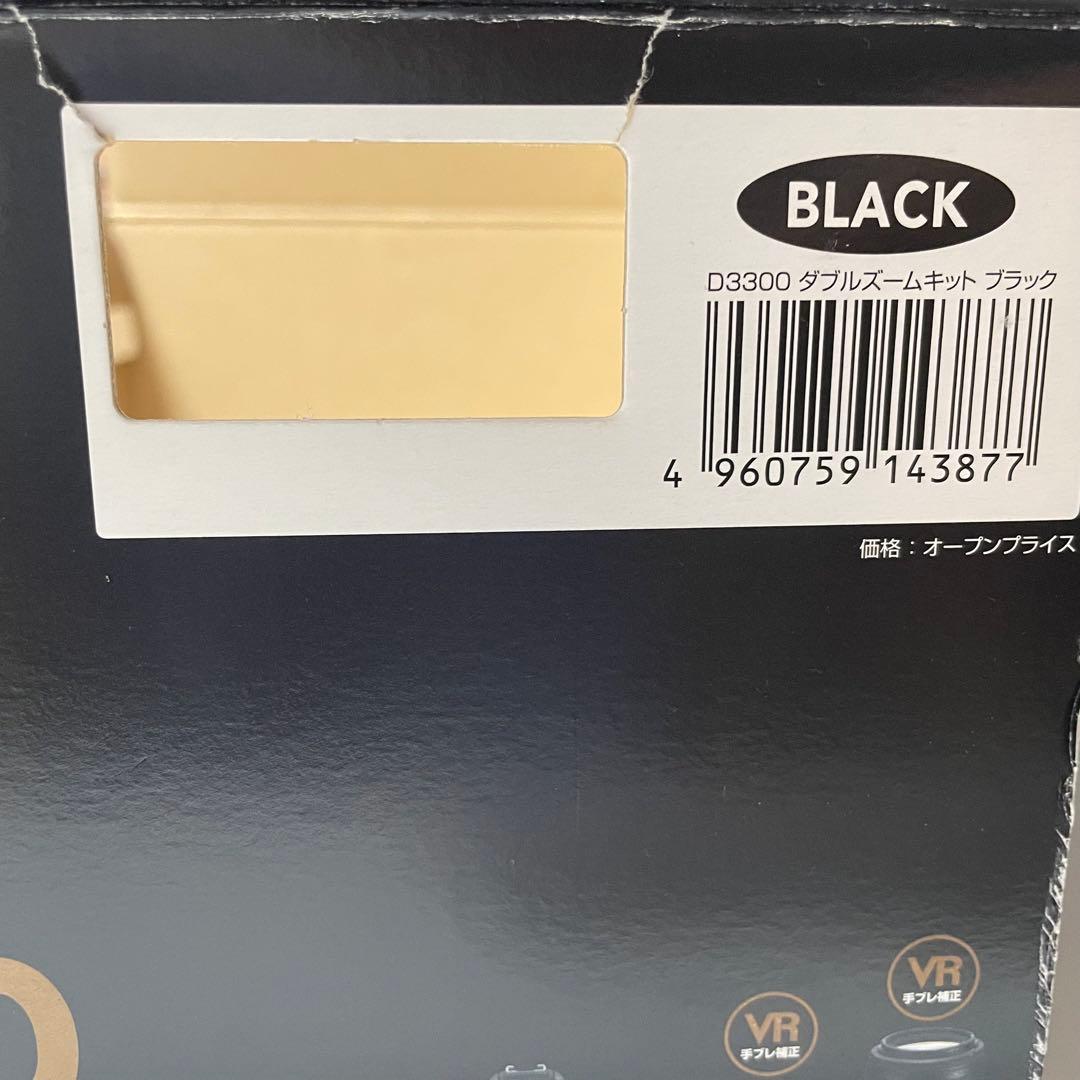 BLACK
D3300 ダブルズームキット ブラック
4 960759 143877
価格：オープンプライス
VR
手ブレ補正
VR
手ブレ補正